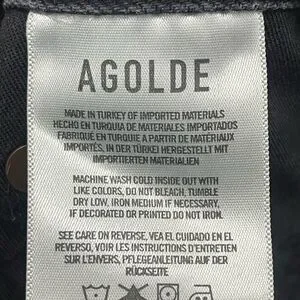 AGOLDE
MADE IN TURKEY OF IMPORTED MATERIALS
HECHO EN TURQUIA DE MATERIALES IMPORTADOS
FABRIQUÉ EN TURQUIE A PARTIR DE MATÉRIAUX
IMPORTÉS, IN DER TÜRKEI HERGESTELLT MIT
IMPORTIERTEN MATERIALIEN
MACHINE WASH COLD INSIDE OUT WITH
LIKE COLORS, DO NOT BLEACH, TUMBLE
DRY LOW, IRON MEDIUM IF NECESSARY,
IF DECORATED OR PRINTED DO NOT IRON.
SEE CARE ON REVERSE, VEA EL CUIDADO EN EL
REVERSO, VOIR LES INSTRUCTIONS D'ENTRETIEN
SUR L'ENVERS, PFLEGEANLEITUNG AUF DER
RÜCKSEITE